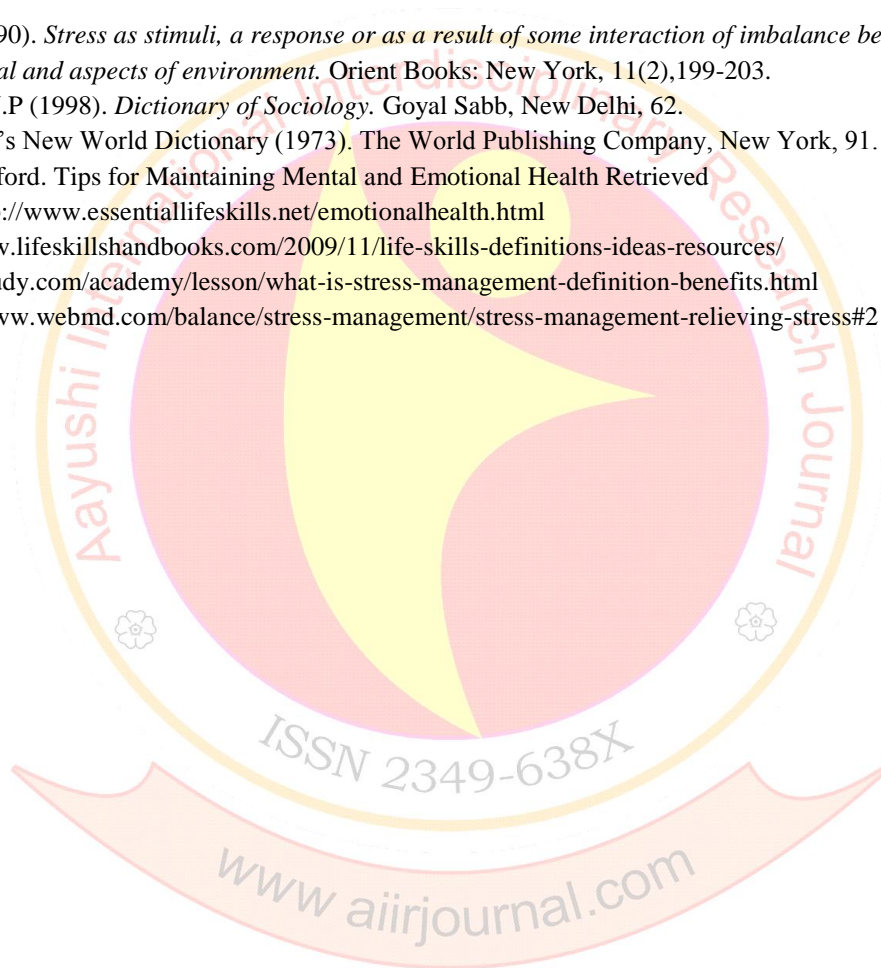 90). Stress as stimuli, a response or as a result of some interaction of imbalance be
al and aspects of environment. Orient Books: New York, 11(2),199-203.
.P (1998). Dictionary of Sociology. Goyal Sabb, New Delhi, 62.
's New World Dictionary (1973). The World Publishing Company, New York, 91.
ford. Tips for Maintaining Mental and Emotional Health Retrieved
://www.essentiallifeskills.net/emotionalhealth.html
w.lifeskillshandbooks.com/2009/11/life-skills-definitions-ideas-resources/
udy.com/academy/lesson/what-is-stress-management-definition-benefits.html
ww.webmd.com/balance/stress-management/stress-management-relieving-stress#2
Aayushi International Interdisciplinary Research Journal
ISSN 2349-638X
www aiirjournal.com